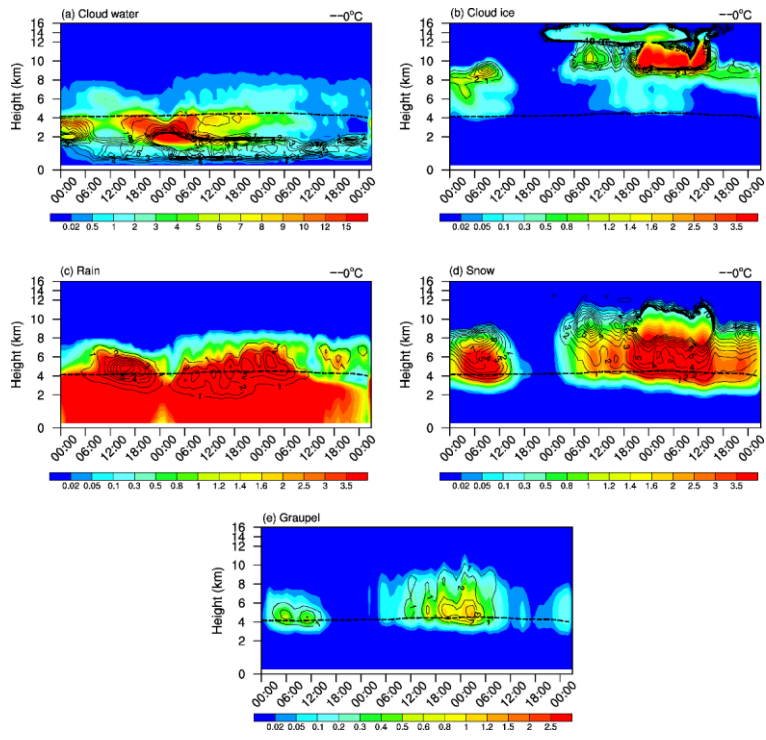 (a) Cloud water −−0°C
Height (km)
16
14
12
10
8
6
4
2
0
00:00 06:00 12:00 18:00 00:00 06:00 12:00 18:00 00:00 06:00 12:00 18:00 00:00
0.02 0.5 1 2 3 4 5 6 7 8 9 10 12 15
(b) Cloud ice −−0°C
Height (km)
16
14
12
10
8
6
4
2
0
00:00 06:00 12:00 18:00 00:00 06:00 12:00 18:00 00:00 06:00 12:00 18:00 00:00
0.02 0.05 0.1 0.3 0.5 0.8 1 1.2 1.4 1.6 2 2.5 3 3.5
(c) Rain −−0°C
Height (km)
16
14
12
10
8
6
4
2
0
00:00 06:00 12:00 18:00 00:00 06:00 12:00 18:00 00:00 06:00 12:00 18:00 00:00
0.02 0.05 0.1 0.3 0.5 0.8 1 1.2 1.4 1.6 2 2.5 3 3.5
(d) Snow −−0°C
Height (km)
16
14
12
10
8
6
4
2
0
00:00 06:00 12:00 18:00 00:00 06:00 12:00 18:00 00:00 06:00 12:00 18:00 00:00
0.02 0.05 0.1 0.3 0.5 0.8 1 1.2 1.4 1.6 2 2.5 3 3.5
(e) Graupel
Height (km)
16
14
12
10
8
6
4
2
0
00:00 06:00 12:00 18:00 00:00 06:00 12:00 18:00 00:00 06:00 12:00 18:00 00:00
0.02 0.05 0.1 0.2 0.3 0.4 0.5 0.6 0.8 1 1.2 1.5 2 2.5